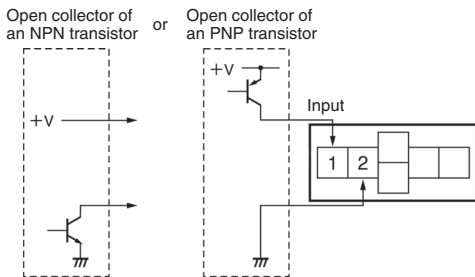 Open collector of
an NPN transistor
or
Open collector of
an PNP transistor
+V
+V
Input
1 2